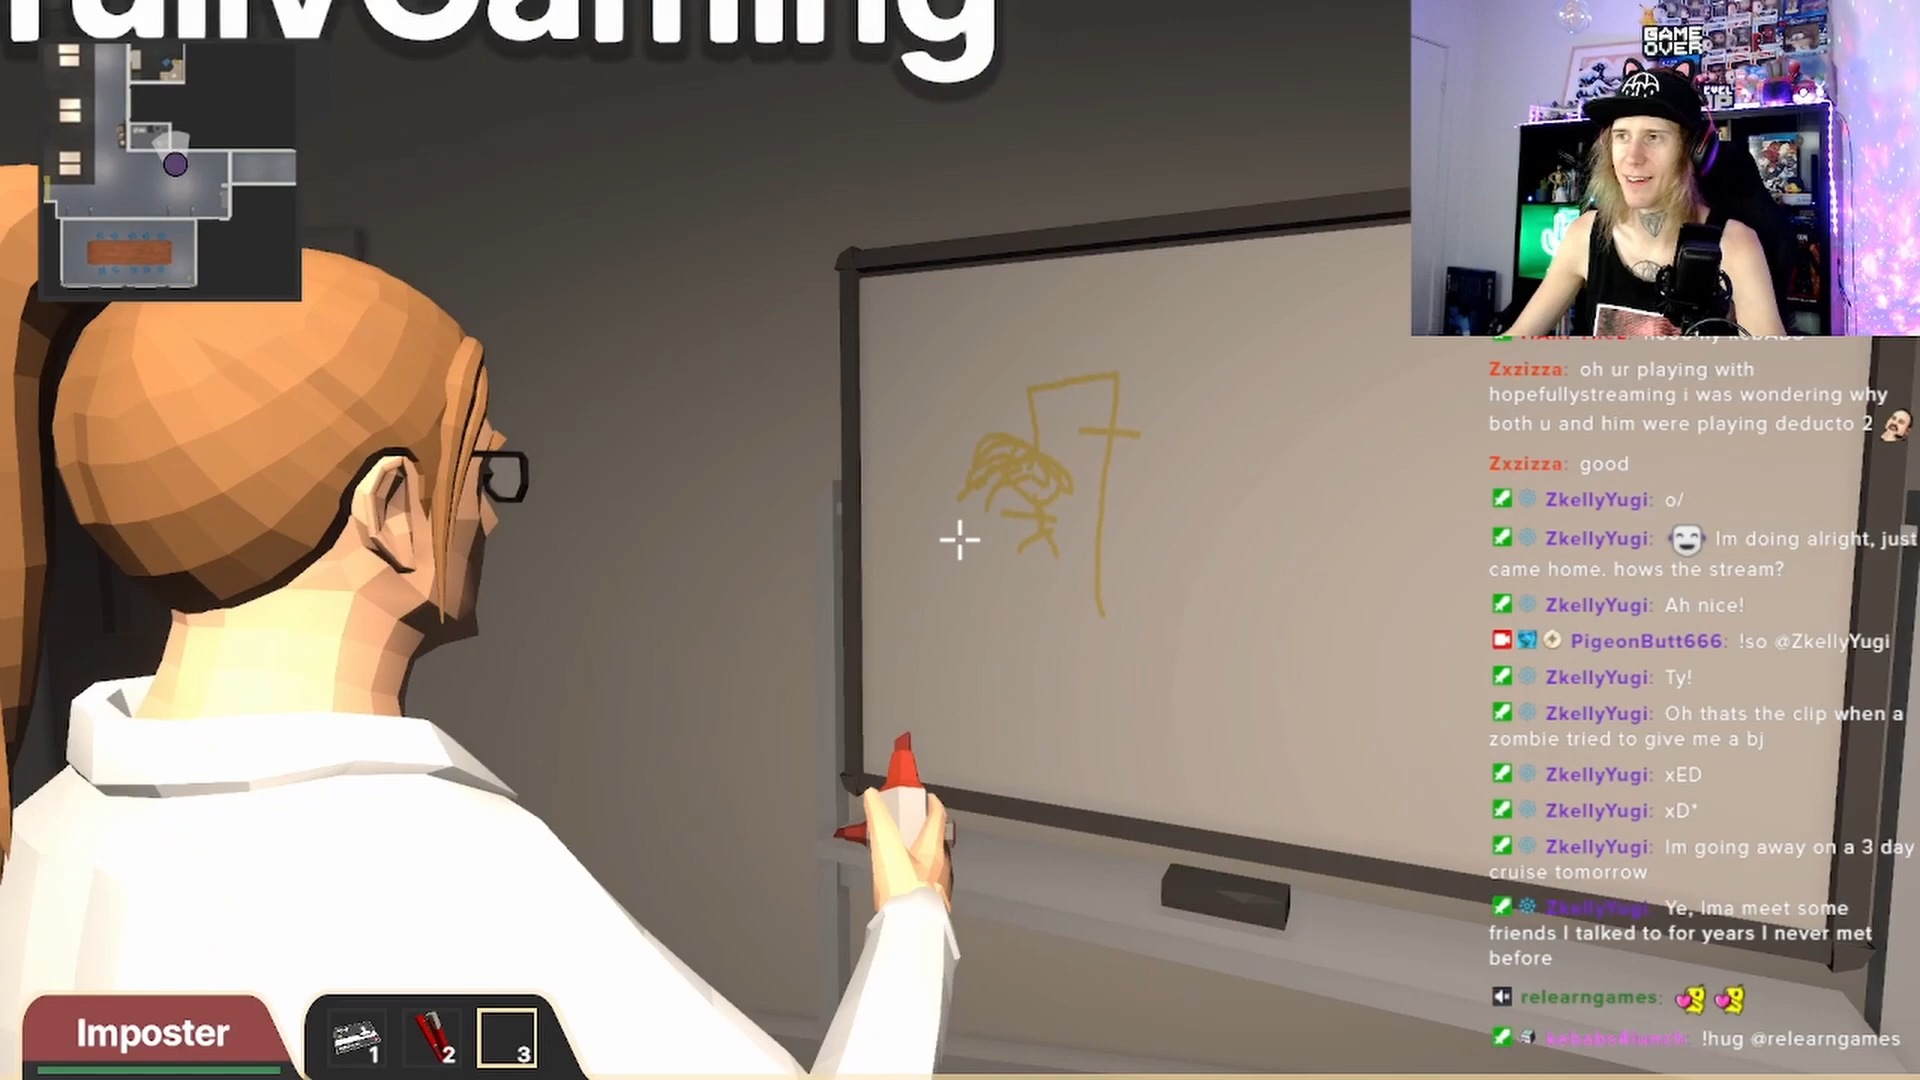 GAME
OVER
Zxzizza: oh ur playing with
hopefullystreaming i was wondering why
both u and him were playing deducto 2
Zxzizza: good
ZkellyYugi: o/
ZkellyYugi: Im doing alright, just
came home. hows the stream?
ZkellyYugi: Ah nice!
PigeonButt666: !so @ZkellyYugi
ZkellyYugi: Ty!
ZkellyYugi: Oh thats the clip when a
zombie tried to give me a bj
ZkellyYugi: xED
ZkellyYugi: xD*
ZkellyYugi: Im going away on a 3 day
cruise tomorrow
ZkellyYugi: Ye, Ima meet some
friends I talked to for years I never met
before
relearngames:
kebabs4lunch: !hug @relearngames
Imposter
1
2
3